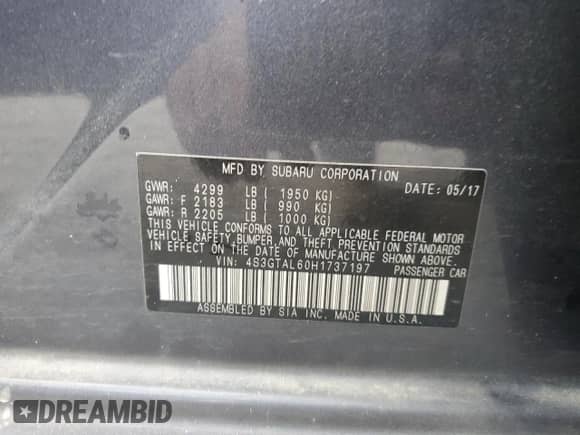 MFD BY SUBARU CORPORATION DATE: 05/17
GVWR: 4299 LB ( 1950 KG)
GAWR: F 2183 LB ( 990 KG)
GAWR: R 2205 LB ( 1000 KG)
THIS VEHICLE CONFORMS TO ALL APPLICABLE FEDERAL MOTOR
VEHICLE SAFETY, BUMPER, AND THEFT PREVENTION STANDARDS
IN EFFECT ON THE DATE OF MANUFACTURE SHOWN ABOVE.
VIN: 4S3GTAL60H1737197 PASSENGER CAR
ASSEMBLED BY SIA INC. MADE IN U.S.A.
DREAMBID